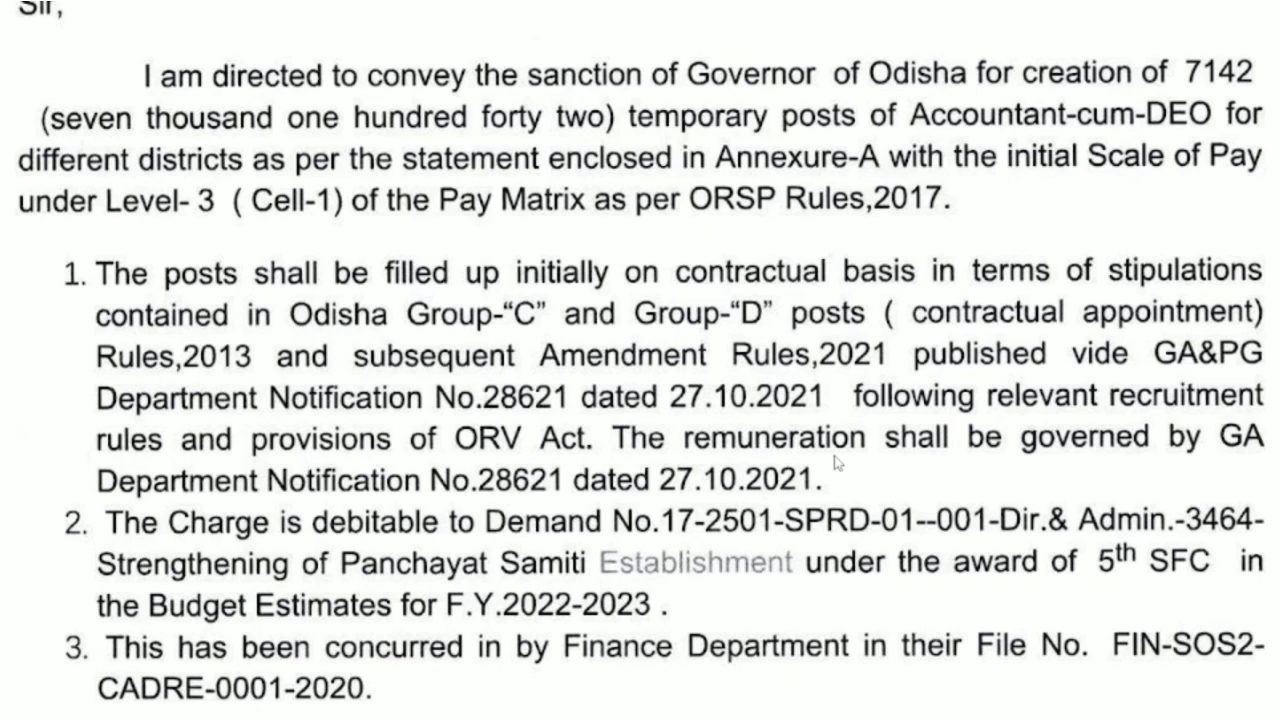 Sir,
I am directed to convey the sanction of Governor of Odisha for creation of 7142
(seven thousand one hundred forty two) temporary posts of Accountant-cum-DEO for
different districts as per the statement enclosed in Annexure-A with the initial Scale of Pay
under Level- 3 ( Cell-1) of the Pay Matrix as per ORSP Rules,2017.
1. The posts shall be filled up initially on contractual basis in terms of stipulations
contained in Odisha Group-“C” and Group-“D” posts ( contractual appointment)
Rules,2013 and subsequent Amendment Rules,2021 published vide GA&PG
Department Notification No.28621 dated 27.10.2021 following relevant recruitment
rules and provisions of ORV Act. The remuneration shall be governed by GA
Department Notification No.28621 dated 27.10.2021.
2. The Charge is debitable to Demand No.17-2501-SPRD-01--001-Dir.& Admin.-3464-
Strengthening of Panchayat Samiti Establishment under the award of 5th SFC in
the Budget Estimates for F.Y.2022-2023 .
3. This has been concurred in by Finance Department in their File No. FIN-SOS2-
CADRE-0001-2020.